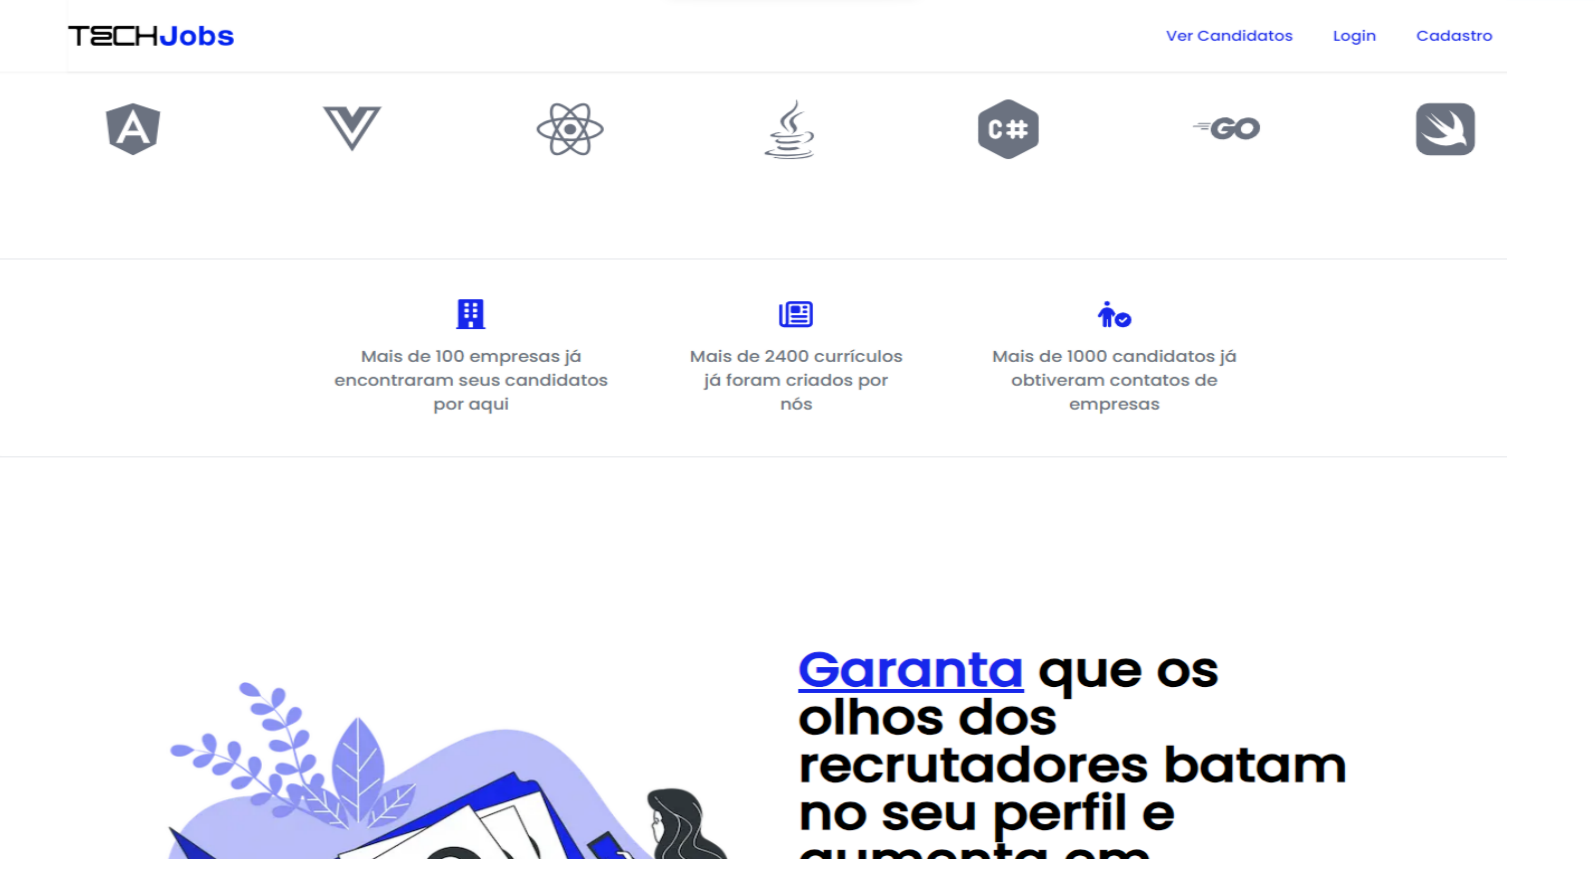 TECHJobs
Ver Candidatos
Login
Cadastro
C#
GO
Mais de 100 empresas já
encontraram seus candidatos
por aqui
Mais de 2400 currículos
já foram criados por
nós
Mais de 1000 candidatos já
obtiveram contatos de
empresas
Garanta que os
olhos dos
recrutadores batam
no seu perfil e
aumenta em